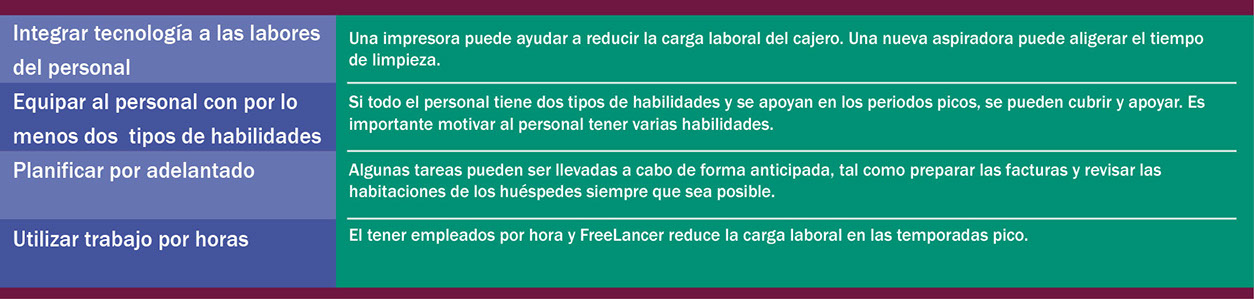 Integrar tecnología a las labores
del personal
Una impresora puede ayudar a reducir la carga laboral del cajero. Una nueva aspiradora puede aligerar el tiempo
de limpieza.
Equipar al personal con por lo
menos dos tipos de habilidades
Si todo el personal tiene dos tipos de habilidades y se apoyan en los periodos picos, se pueden cubrir y apoyar. Es
importante motivar al personal tener varias habilidades.
Planificar por adelantado
Algunas tareas pueden ser llevadas a cabo de forma anticipada, tal como preparar las facturas y revisar las
habitaciones de los huéspedes siempre que sea posible.
Utilizar trabajo por horas
El tener empleados por hora y FreeLancer reduce la carga laboral en las temporadas pico.